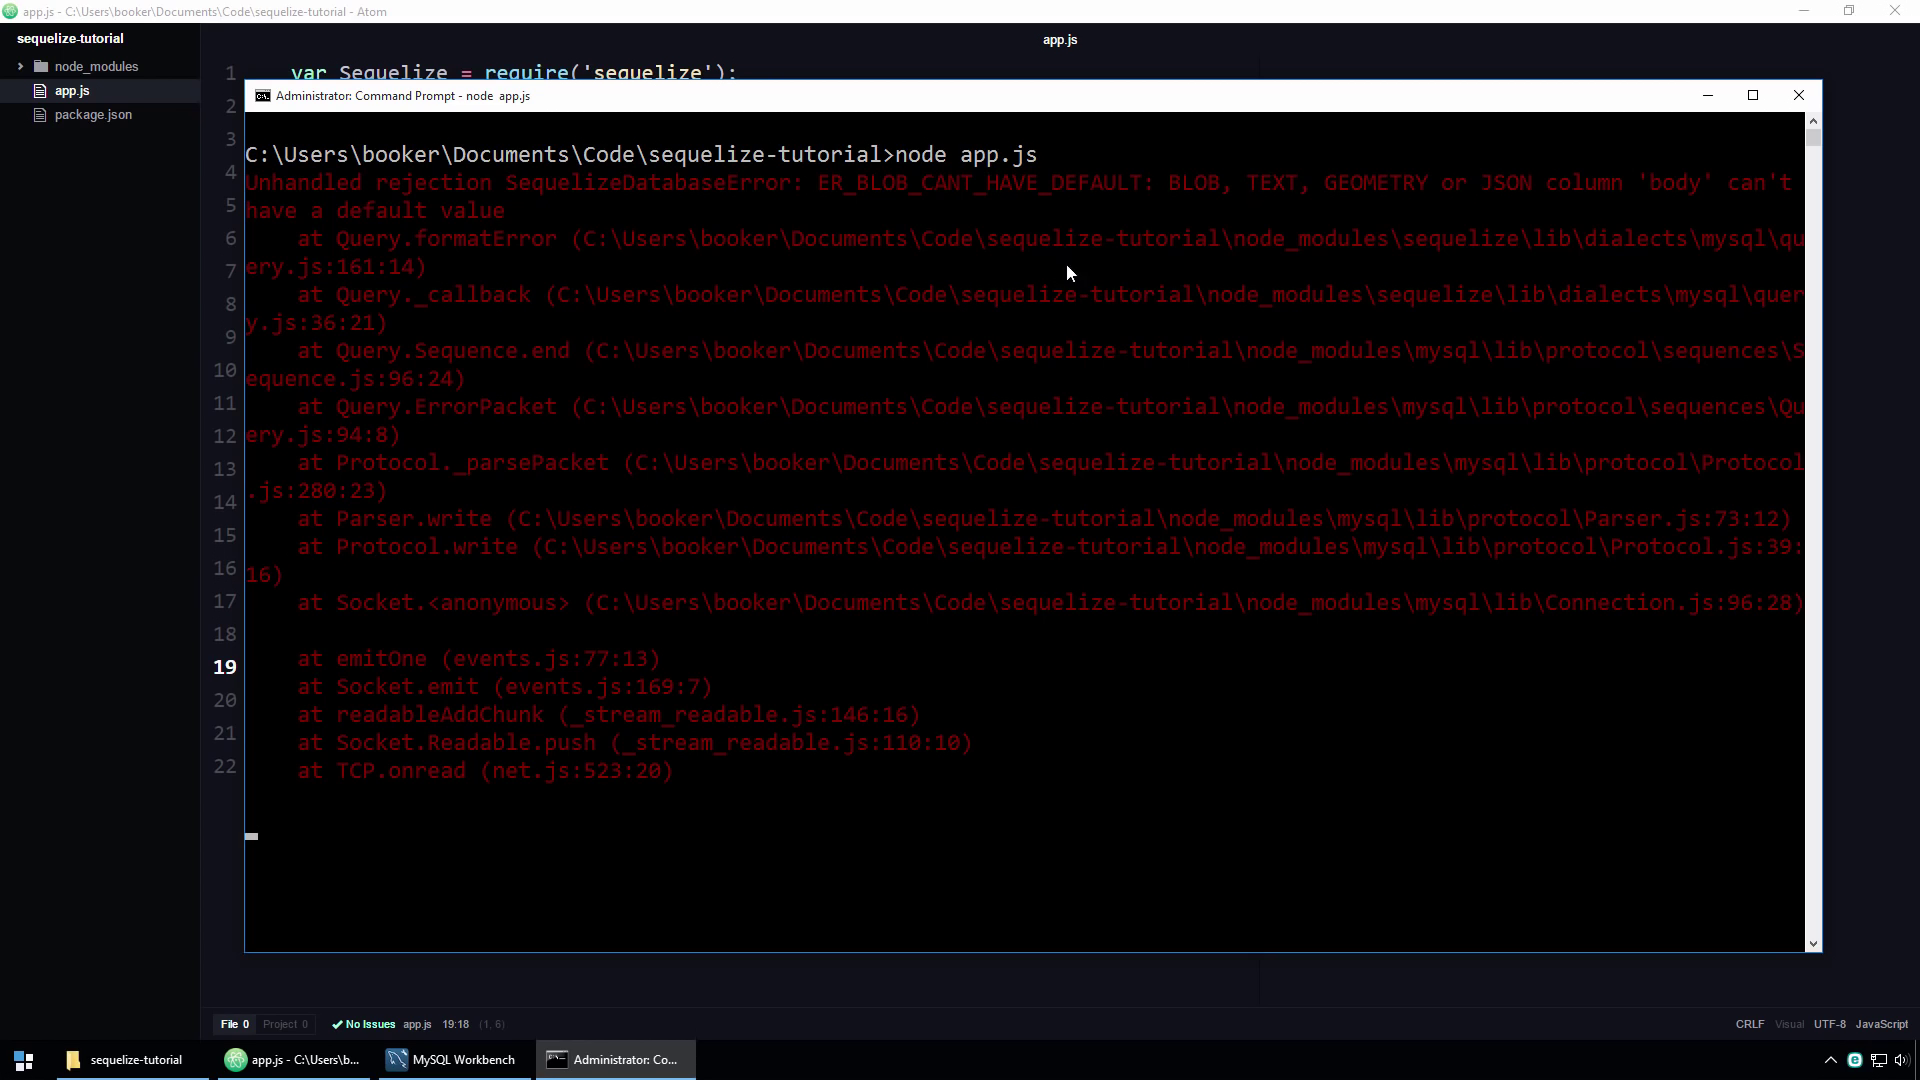 app.js - C:\Users\booker\Documents\Code\sequelize-tutorial - Atom
sequelize-tutorial
node_modules
app.js
package.json
app.js
1 var Sequelize = require('sequelize');
2
3
4
5
6
7
8
9
10
11
12
13
14
15
16
17
18
19
20
21
22
Administrator: Command Prompt - node app.js
C:\Users\booker\Documents\Code\sequelize-tutorial>node app.js
Unhandled rejection SequelizeDatabaseError: ER_BLOB_CANT_HAVE_DEFAULT: BLOB, TEXT, GEOMETRY or JSON column 'body' can't
have a default value
at Query.formatError (C:\Users\booker\Documents\Code\sequelize-tutorial\node_modules\sequelize\lib\dialects\mysql\qu
ery.js:161:14)
at Query._callback (C:\Users\booker\Documents\Code\sequelize-tutorial\node_modules\sequelize\lib\dialects\mysql\quer
y.js:36:21)
at Query.Sequence.end (C:\Users\booker\Documents\Code\sequelize-tutorial\node_modules\mysql\lib\protocol\sequences\S
equence.js:96:24)
at Query.ErrorPacket (C:\Users\booker\Documents\Code\sequelize-tutorial\node_modules\mysql\lib\protocol\sequences\Qu
ery.js:94:8)
at Protocol._parsePacket (C:\Users\booker\Documents\Code\sequelize-tutorial\node_modules\mysql\lib\protocol\Protocol
.js:280:23)
at Parser.write (C:\Users\booker\Documents\Code\sequelize-tutorial\node_modules\mysql\lib\protocol\Parser.js:73:12)
at Protocol.write (C:\Users\booker\Documents\Code\sequelize-tutorial\node_modules\mysql\lib\protocol\Protocol.js:39:
16)
at Socket.<anonymous> (C:\Users\booker\Documents\Code\sequelize-tutorial\node_modules\mysql\lib\Connection.js:96:28)
at emitOne (events.js:77:13)
at Socket.emit (events.js:169:7)
at readableAddChunk (_stream_readable.js:146:16)
at Socket.Readable.push (_stream_readable.js:110:10)
at TCP.onread (net.js:523:20)
File 0 Project 0 No Issues app.js 19:18 (1, 6) CRLF Visual UTF-8 JavaScript
sequelize-tutorial app.js - C:\Users\b... MySQL Workbench Administrator: Co...